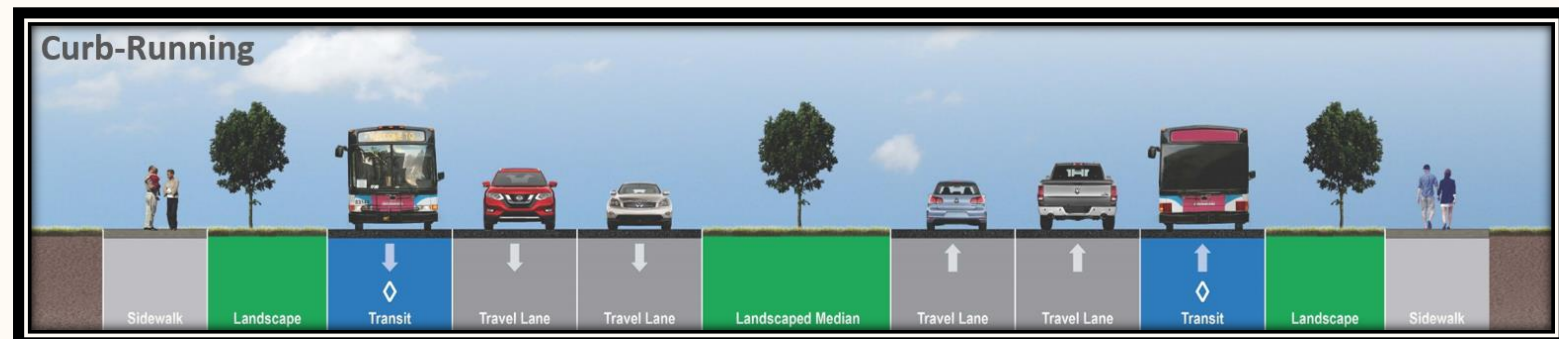 Curb-Running
Sidewalk
Landscape
Transit
Travel Lane
Travel Lane
Landscaped Median
Travel Lane
Travel Lane
Transit
Landscape
Sidewalk